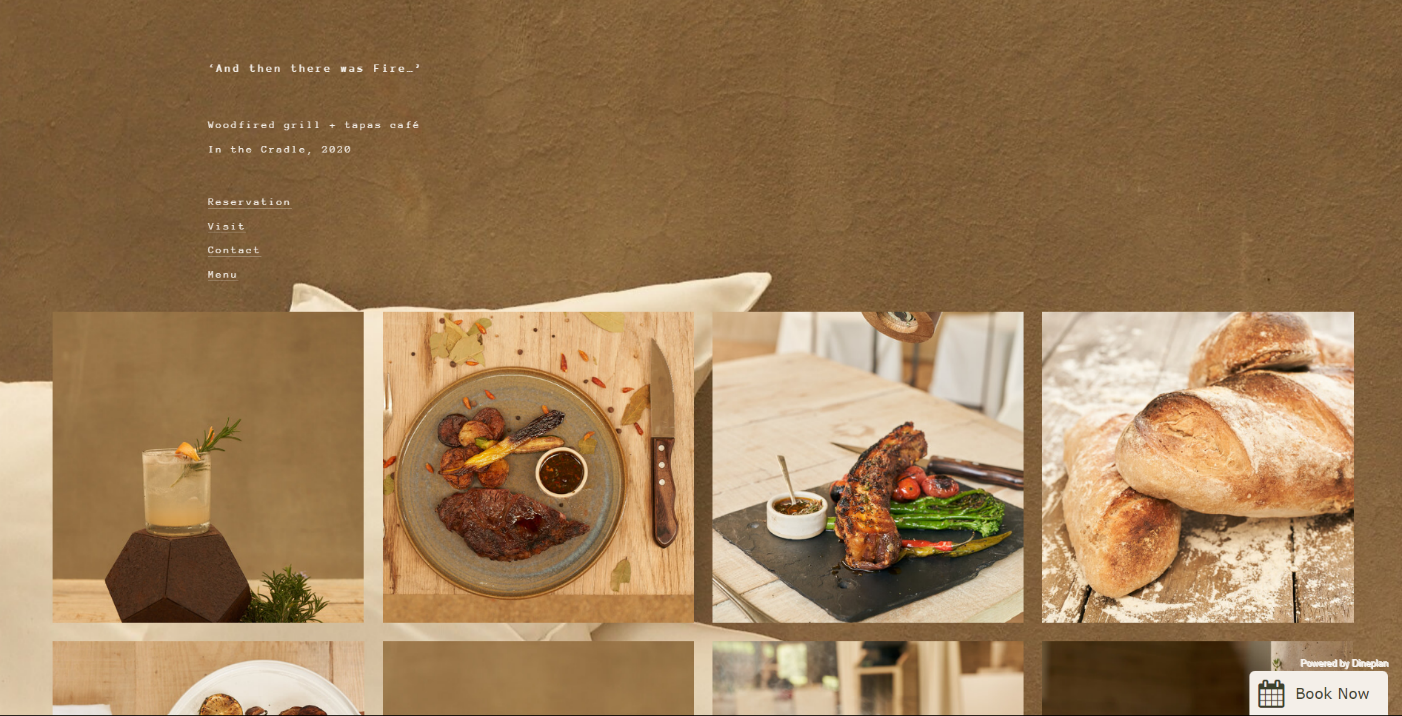 ‘And then there was Fire…’
Woodfired grill + tapas café
In the Cradle, 2020
Reservation
Visit
Contact
Menu
Powered by Dineplan
Book Now